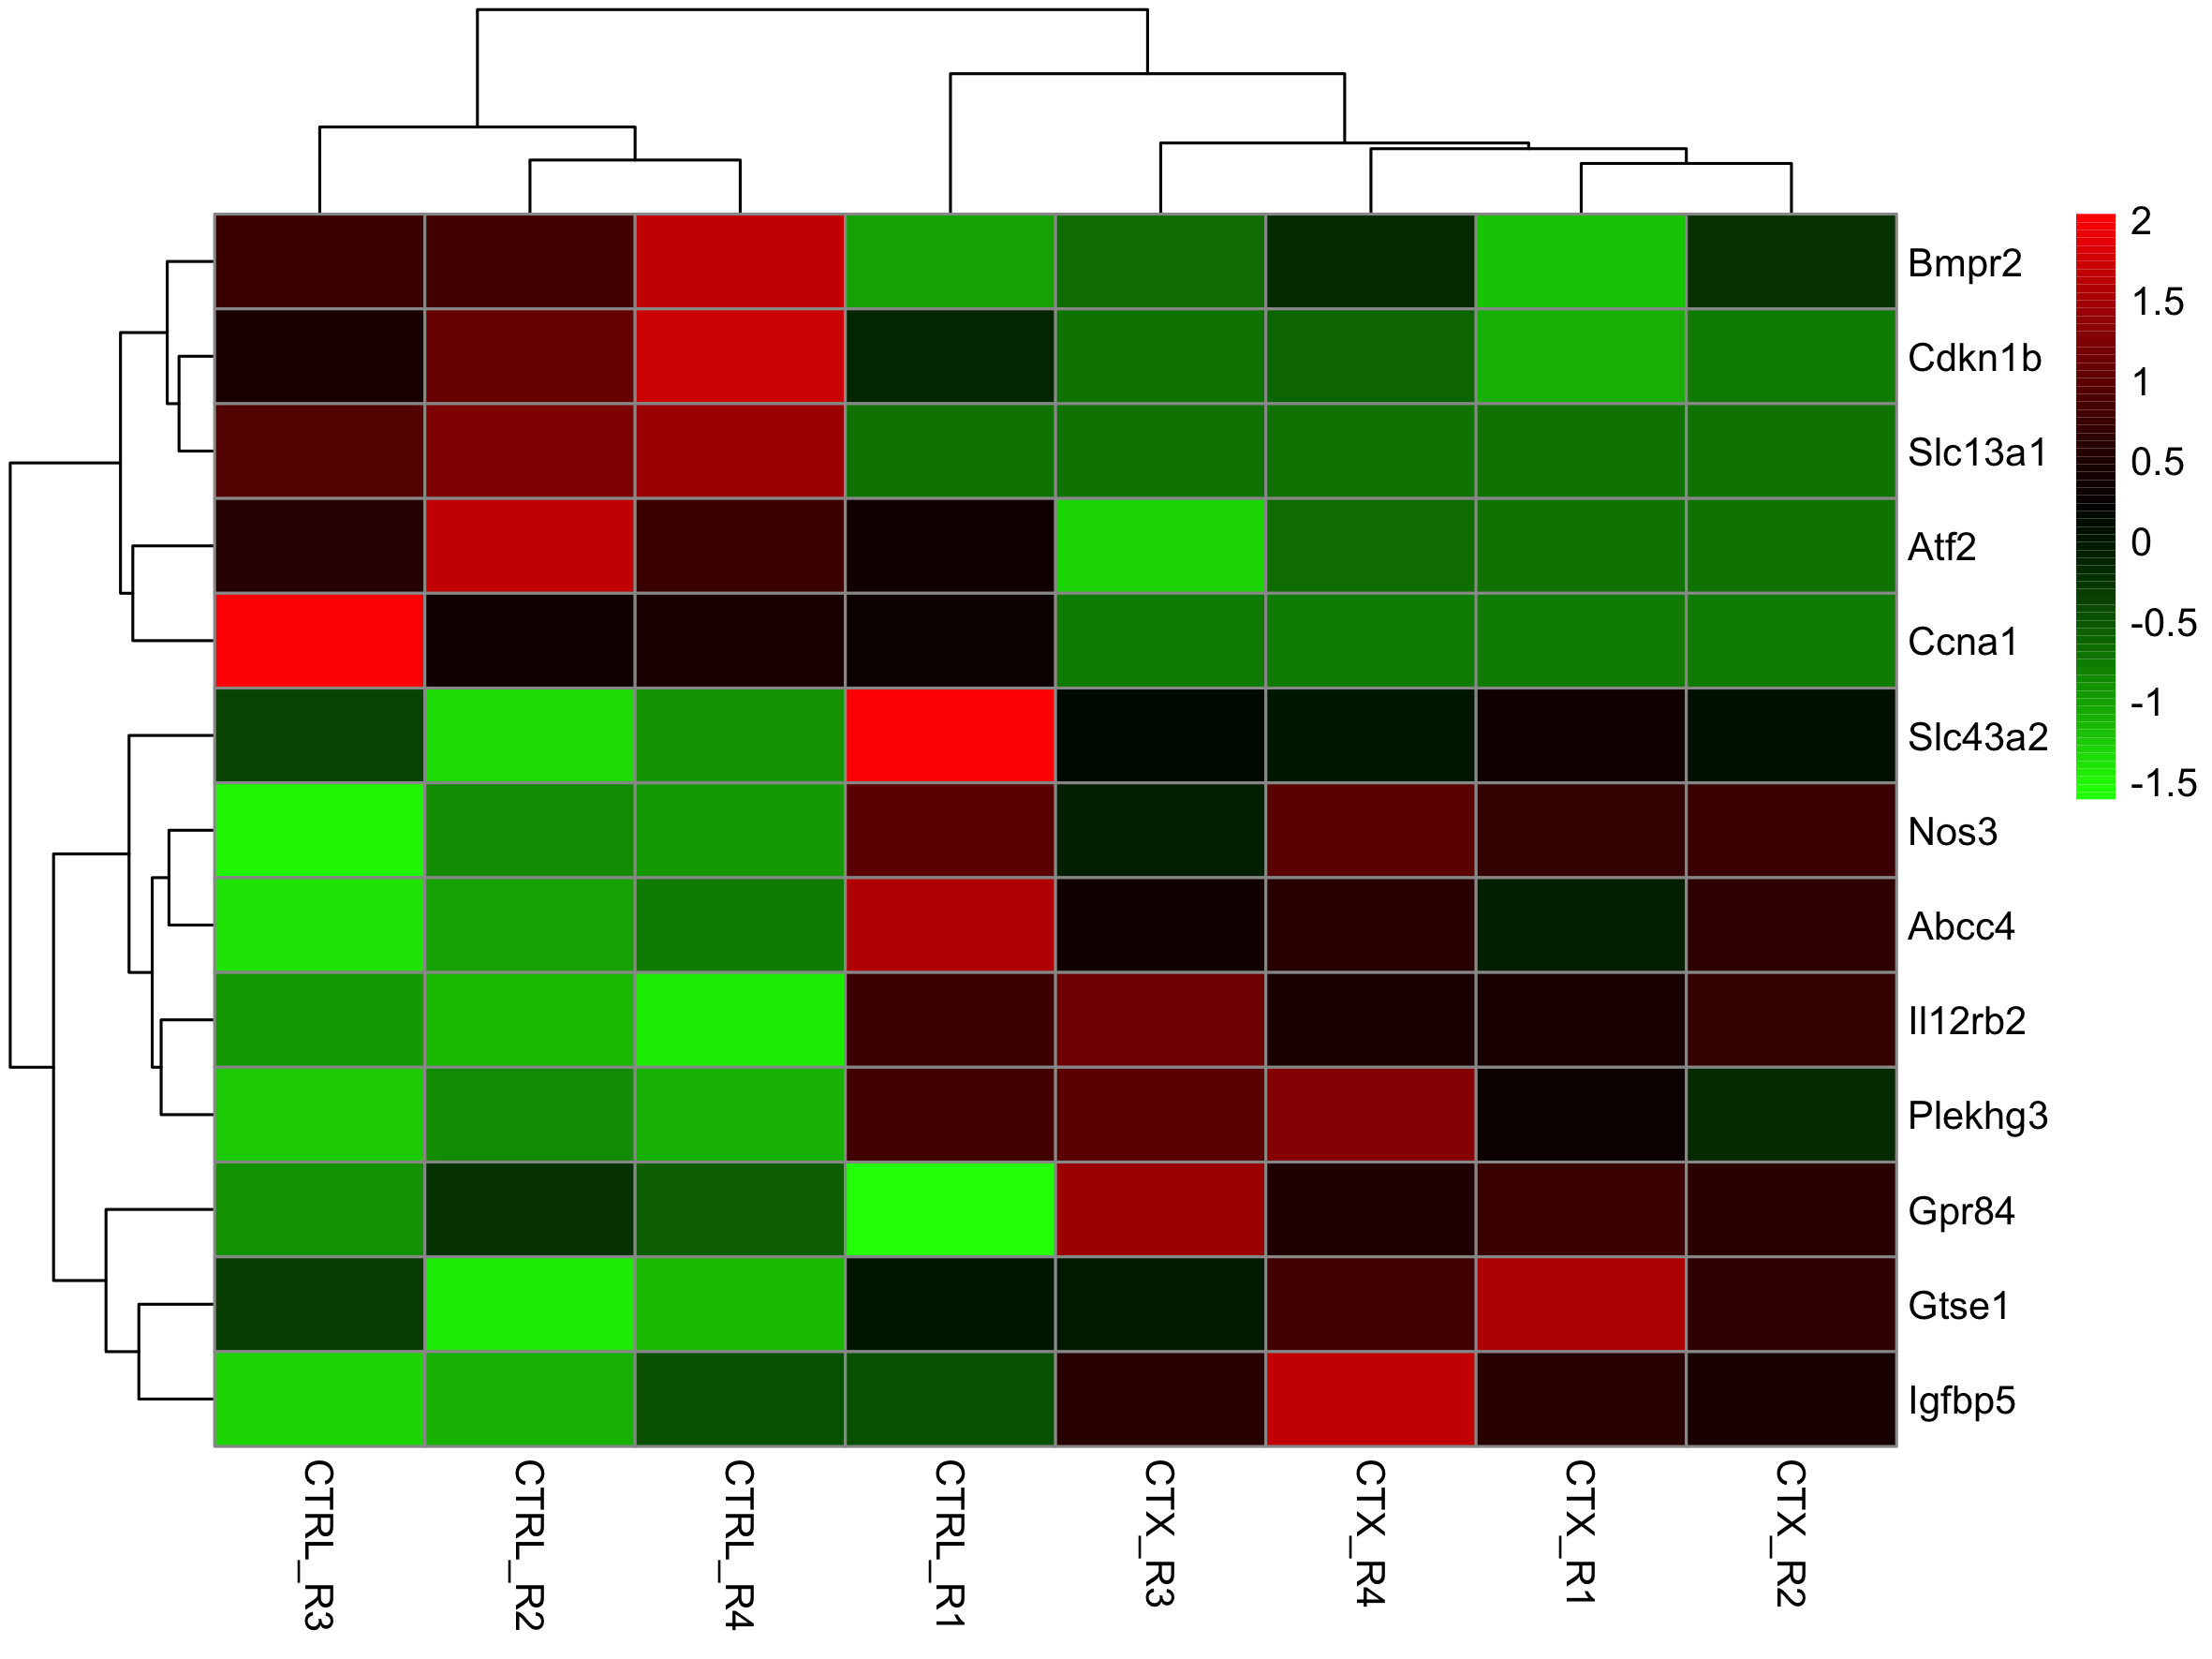 Bmpr2
Cdkn1b
Slc13a1
Atf2
Ccna1
Slc43a2
Nos3
Abcc4
Il12rb2
Plekhg3
Gpr84
Gtse1
Igfbp5
2
1.5
1
0.5
0
-0.5
-1
-1.5
CTRL_R3
CTRL_R2
CTRL_R4
CTRL_R1
CTX_R3
CTX_R4
CTX_R1
CTX_R2